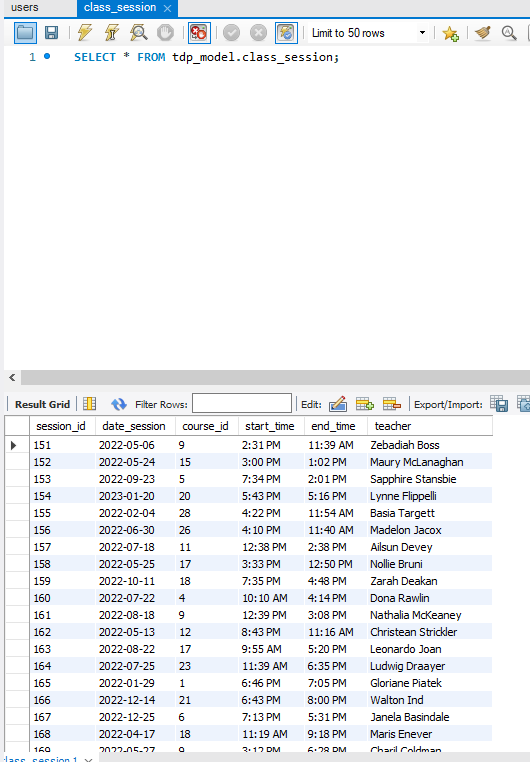 users class_session
Limit to 50 rows
1 SELECT * FROM tdp_model.class_session;
Result Grid Filter Rows: Edit: Export/Import:
session_id date_session course_id start_time end_time teacher
151 2022-05-06 9 2:31 PM 11:39 AM Zebadiah Boss
152 2022-05-24 15 3:00 PM 1:02 PM Maury McLanaghan
153 2022-09-23 5 7:34 PM 2:01 PM Sapphire Stansbie
154 2023-01-20 20 5:43 PM 5:16 PM Lynne Flippelli
155 2022-02-04 28 4:22 PM 11:54 AM Basia Targett
156 2022-06-30 26 4:10 PM 11:40 AM Madelon Jacox
157 2022-07-18 11 12:38 PM 2:38 PM Ailsun Devey
158 2022-05-25 17 3:33 PM 12:50 PM Nollie Bruni
159 2022-10-11 18 7:35 PM 4:48 PM Zarah Deakan
160 2022-07-22 4 10:10 AM 4:14 PM Dona Rawlin
161 2022-08-18 9 12:39 PM 3:08 PM Nathalia McKeaney
162 2022-05-13 12 8:43 PM 11:16 AM Christean Strickler
163 2022-08-22 17 9:55 AM 5:20 PM Leonardo Joan
164 2022-07-25 23 11:39 AM 6:35 PM Ludwig Draayer
165 2022-01-29 1 6:46 PM 7:05 PM Gloriane Piatek
166 2022-12-14 21 6:43 PM 8:00 PM Walton Ind
167 2022-12-25 6 7:13 PM 5:31 PM Janela Basindale
168 2022-04-17 18 11:19 AM 9:18 PM Maris Enever
169 2022-05-27 9 3:12 PM 6:28 PM Charil Coldman
class_session 1